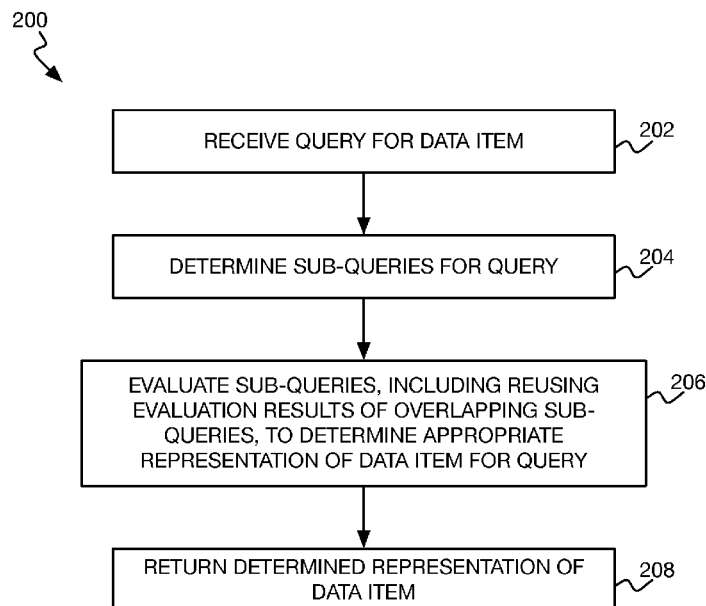 200
RECEIVE QUERY FOR DATA ITEM
202
DETERMINE SUB-QUERIES FOR QUERY
204
EVALUATE SUB-QUERIES, INCLUDING REUSING
EVALUATION RESULTS OF OVERLAPPING SUB-
QUERIES, TO DETERMINE APPROPRIATE
REPRESENTATION OF DATA ITEM FOR QUERY
206
RETURN DETERMINED REPRESENTATION OF
DATA ITEM
208